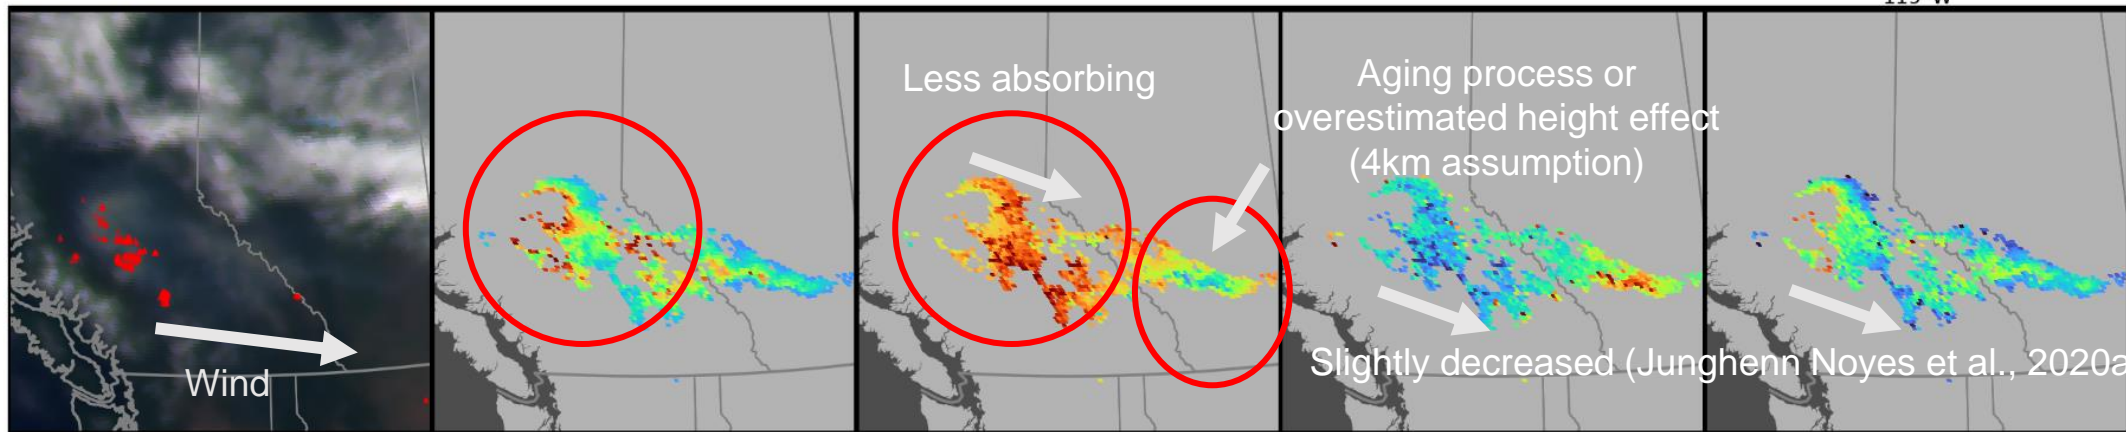 Wind
Less absorbing
Aging process or
overestimated height effect
(4km assumption)
Slightly decreased (Junghenn Noyes et al., 2020a